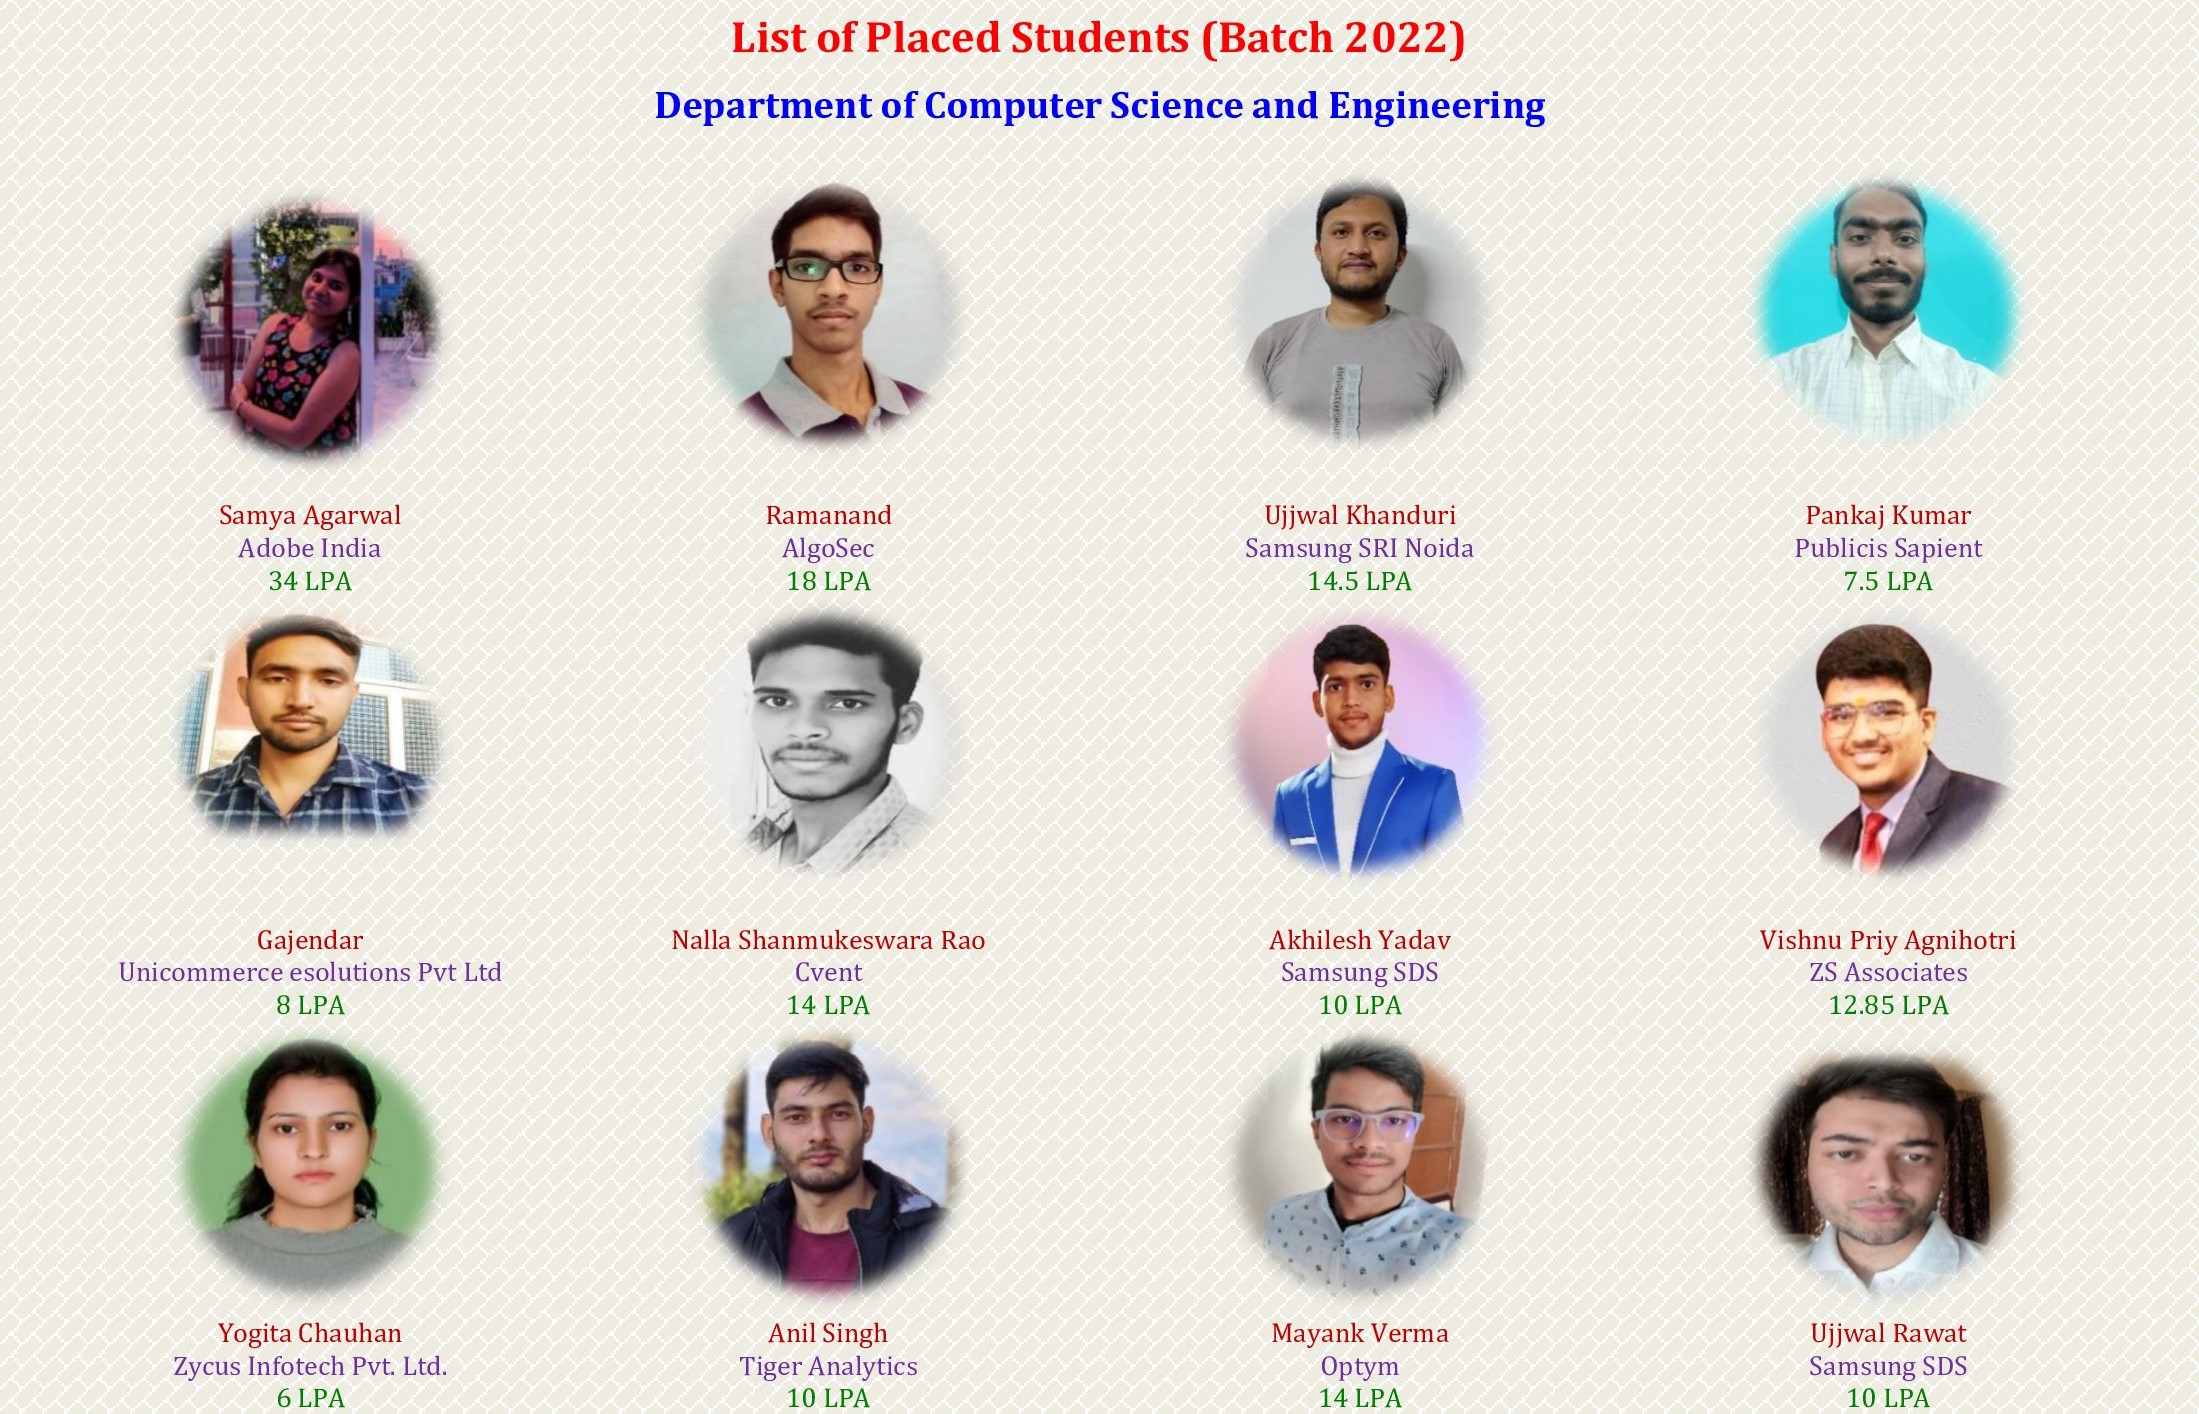 List of Placed Students (Batch 2022)
Department of Computer Science and Engineering
Samya Agarwal
Adobe India
34 LPA
Ramanand
AlgoSec
18 LPA
Ujjwal Khanduri
Samsung SRI Noida
14.5 LPA
Pankaj Kumar
Publicis Sapient
7.5 LPA
Gajendar
Unicommerce esolutions Pvt Ltd
8 LPA
Nalla Shanmukeswara Rao
Cvent
14 LPA
Akhilesh Yadav
Samsung SDS
10 LPA
Vishnu Priy Agnihotri
ZS Associates
12.85 LPA
Yogita Chauhan
Zycus Infotech Pvt. Ltd.
6 LPA
Anil Singh
Tiger Analytics
10 LPA
Mayank Verma
Optym
14 LPA
Ujjwal Rawat
Samsung SDS
10 LPA